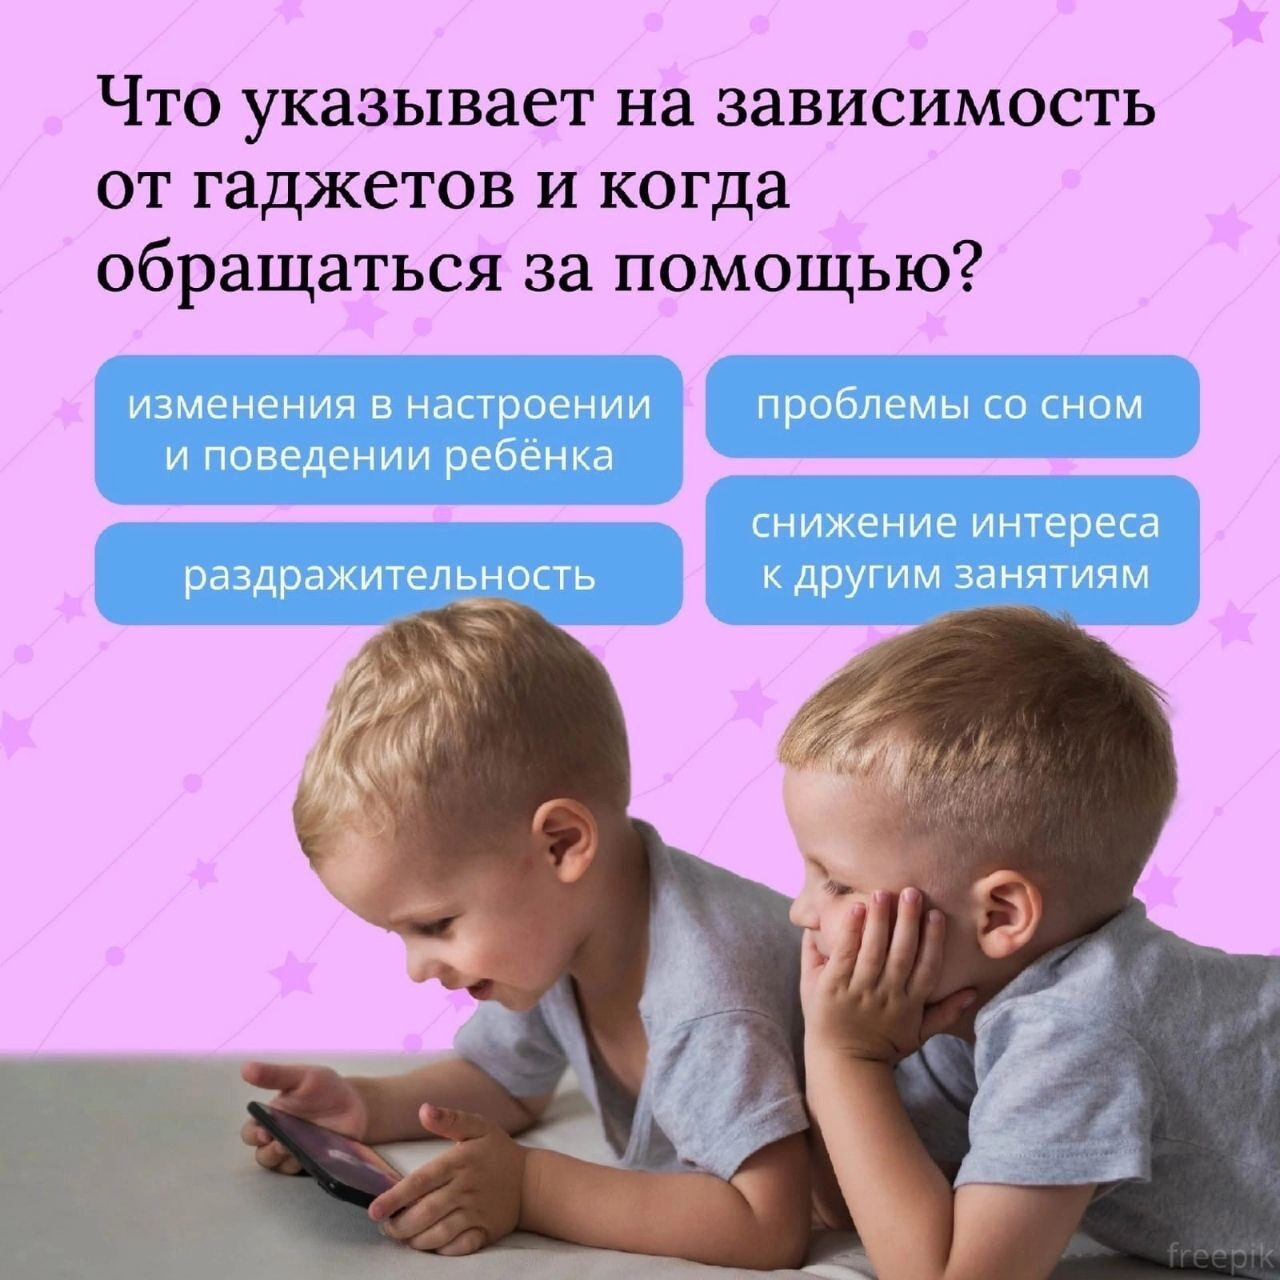 Что указывает на зависимость
от гаджетов и когда
обращаться за помощью?
изменения в настроении
и поведении ребёнка
раздражительность
проблемы со сном
снижение интереса
к другим занятиям
freepik